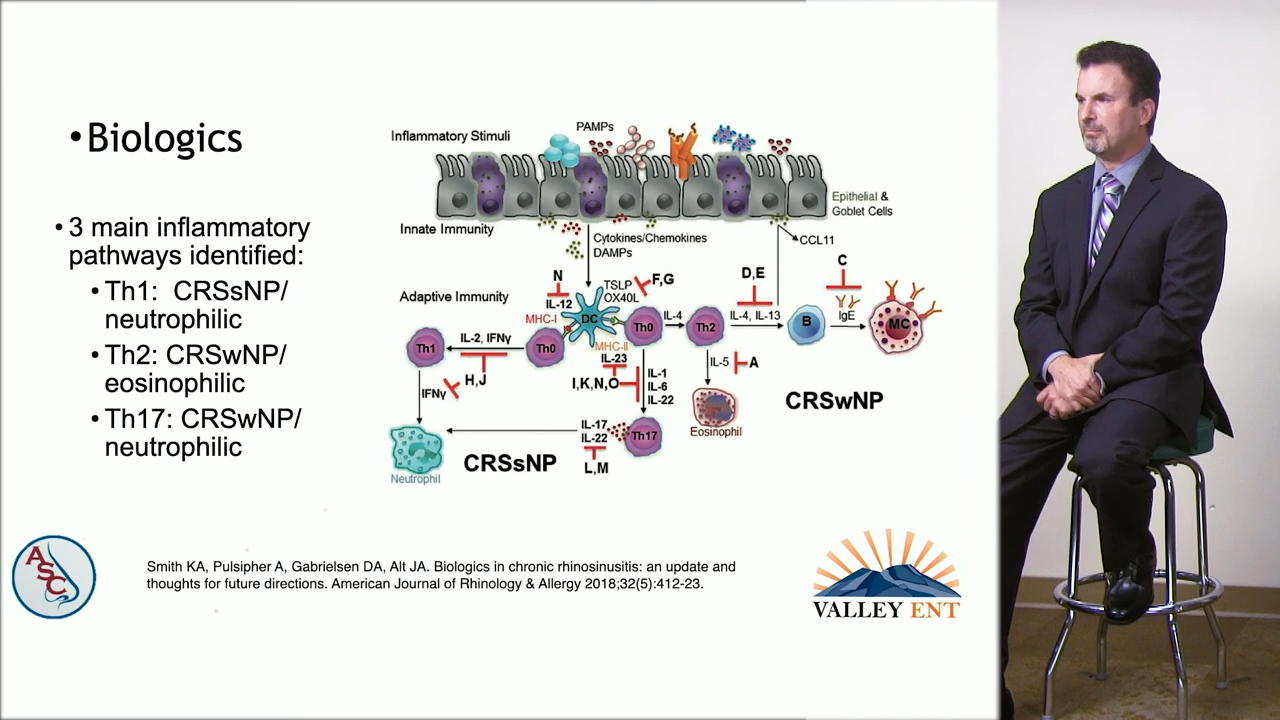 •Biologics
• 3 main inflammatory
pathways identified:
• Th1: CRSsNP/
neutrophilic
• Th2: CRSwNP/
eosinophilic
• Th17: CRSwNP/
neutrophilic
Inflammatory Stimuli
PAMPs
Epithelial &
Goblet Cells
Innate Immunity
Cytokines/Chemokines
DAMPs
CCL11
Adaptive Immunity
N
IL-12
TSLP
OX40L
F,G
D,E
C
MHC-I
DC
Th1
IL-2, IFNγ
Th0
Th0
IL-4
Th2
IL-4, IL-13
B
IgE
MC
MHC-II
IL-23
H,J
IFNγ
I,K,N,O
IL-1
IL-6
IL-22
IL-5
A
CRSwNP
Eosinophil
IL-17
IL-22
Th17
L,M
CRSsNP
Neutrophil
Smith KA, Pulsipher A, Gabrielsen DA, Alt JA. Biologics in chronic rhinosinusitis: an update and
thoughts for future directions. American Journal of Rhinology & Allergy 2018;32(5):412-23.
ASC
VALLEY ENT